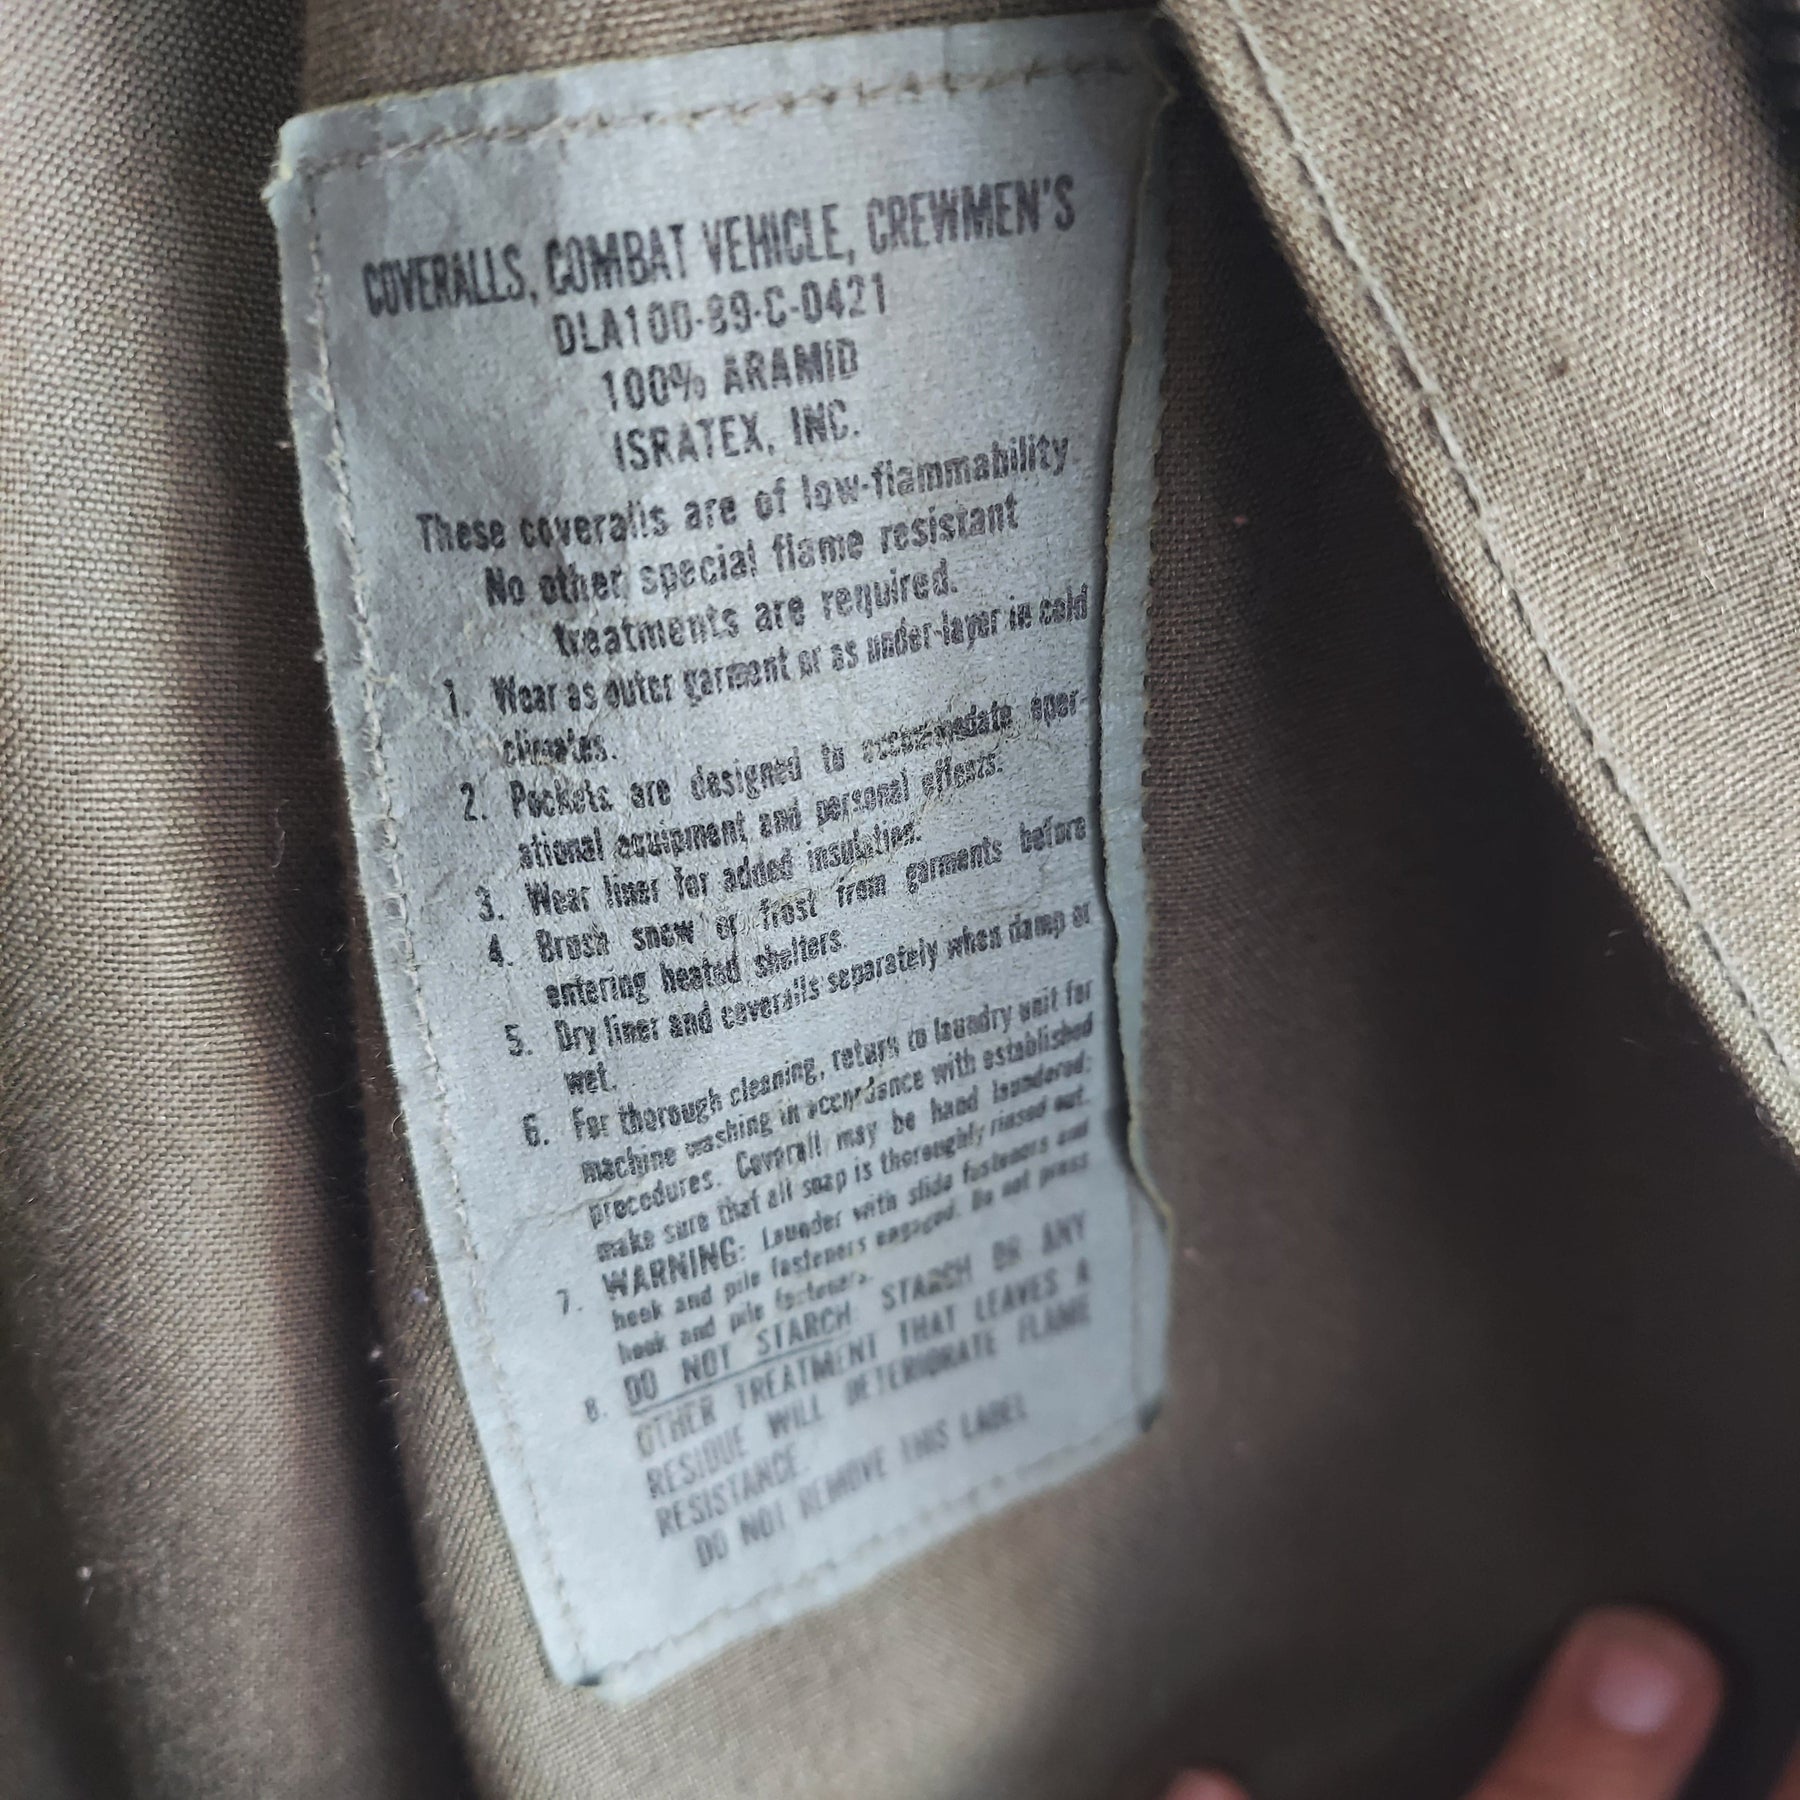 COVERALLS, COMBAT VEHICLE, CREWMEN'S
DLA100-89-C-0421
100% ARAMID
ISRATEX, INC.
These coveralls are of low-flammability
No other special flame resistant
treatments are required.
1. Wear as outer garment or as under-layer in cold
climates.
2. Pockets are designed to accommodate oper-
ational equipment and personal effects.
3. Wear liner for added insulation.
4. Brush snow or frost from garments before
entering heated shelters.
5. Dry liner and coveralls separately when damp or
wet.
6. For thorough cleaning, return to laundry unit for
machine washing in accordance with established
procedures. Coverall may be hand laundered;
make sure that all soap is thoroughly rinsed out.
7. WARNING: Launder with slide fasteners and
hook and pile fasteners engaged. Do not press
hook and pile fasteners.
8. DO NOT STARCH. STARCH OR ANY
OTHER TREATMENT THAT LEAVES A
RESIDUE WILL DETERIORATE FLAME
RESISTANCE.
DO NOT REMOVE THIS LABEL